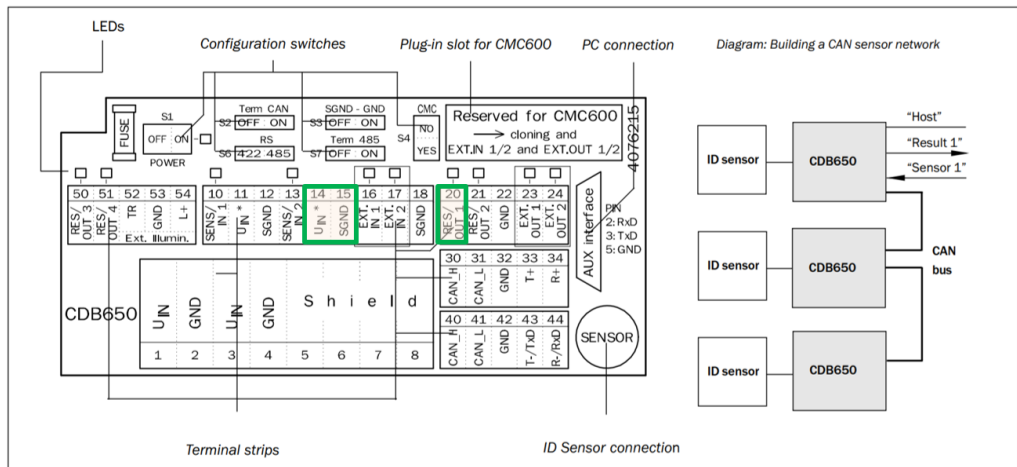 LEDs
Configuration switches
Plug-in slot for CMC600
PC connection
Diagram: Building a CAN sensor network
FUSE
S1
OFF ON
POWER
Term CAN
S2 OFF ON
RS
S6 422 485
SGND - GND
S3 OFF ON
Term 485
S7 OFF ON
CMC
S4
NO
YES
Reserved for CMC600
→ cloning and
EXT.IN 1/2 and EXT.OUT 1/2
4076215
50 51 52 53 54
RES/OUT 3
RES/OUT 4
TR
GND
L+
Ext. Illumin.
10 11 12 13 14 15 16 17 18
SENS/IN 1
UIN *
SGND
SENS/IN 2
UIN *
SGND
EXT. IN 1
EXT. IN 2
SGND
20 21 22 23 24
RES/OUT 1
RES/OUT 2
GND
EXT. OUT 1
EXT. OUT 2
AUX interface
PIN
2: RxD
3: TxD
5: GND
30 31 32 33 34
CAN_H
CAN_L
GND
T+
R+
40 41 42 43 44
CAN_H
CAN_L
GND
T-/TxD
R-/RxD
CDB650
UIN
GND
UIN
GND
Shield
1 2 3 4 5 6 7 8
SENSOR
Terminal strips
ID Sensor connection
ID sensor
CDB650
"Host"
"Result 1"
"Sensor 1"
ID sensor
CDB650
CAN
bus
ID sensor
CDB650